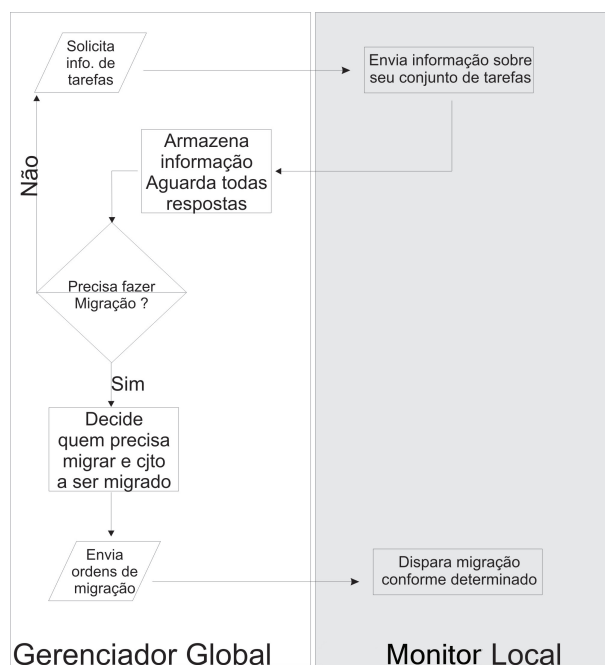 Solicita
info. de
tarefas
Envia informação sobre
seu conjunto de tarefas
Não
Armazena
informação
Aguarda todas
respostas
Precisa fazer
Migração ?
Sim
Decide
quem precisa
migrar e cjto
a ser migrado
Envia
ordens de
migração
Dispara migração
conforme determinado
Gerenciador Global
Monitor Local